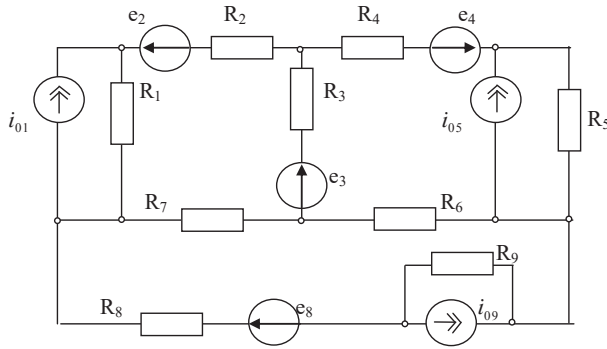 e₂ R₂ R₄ e₄
R₁ R₃
i₀₁ i₀₅ R₅
e₃
R₇ R₆
R₉
R₈ e₈ i₀₉